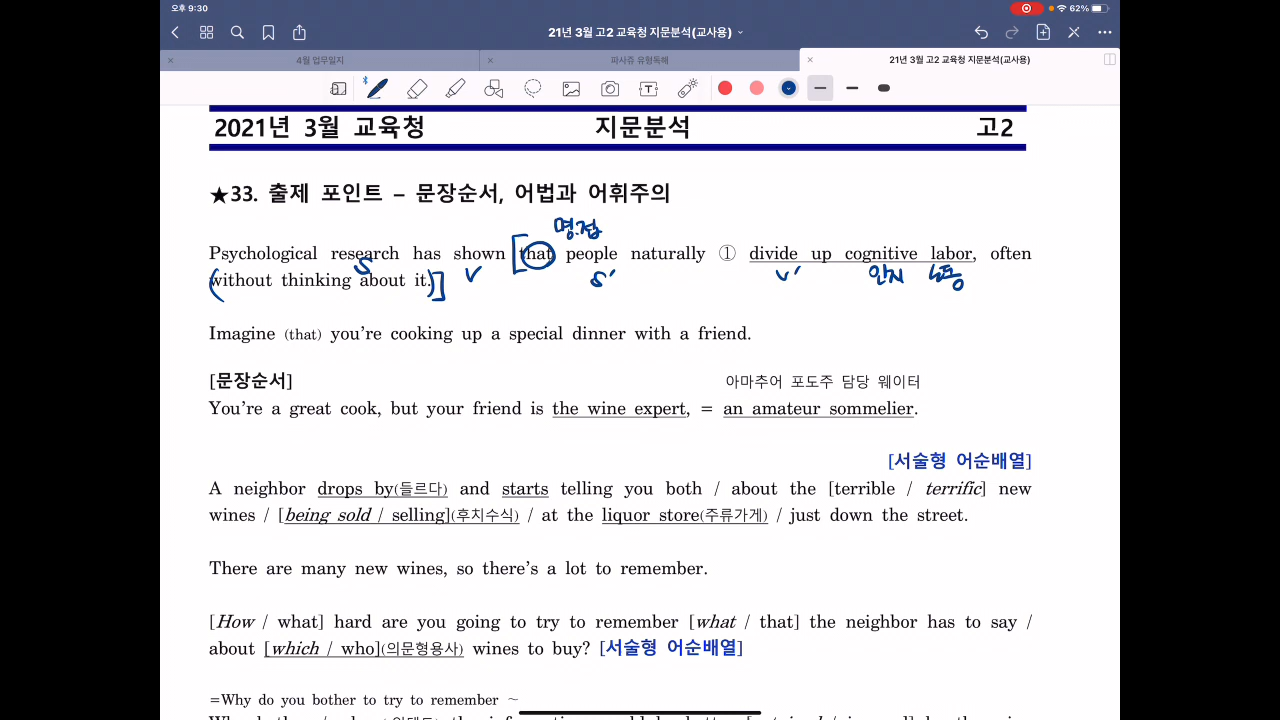 오후 9:30
62%
21년 3월 고2 교육청 지문분석(교사용)
4월 업무일지
파사쥬 유형독해
21년 3월 고2 교육청 지문분석(교사용)
2021년 3월 교육청 지문분석 고2
★33. 출제 포인트 – 문장순서, 어법과 어휘주의
명.접
Psychological research has shown [that people naturally ① divide up cognitive labor, often
S V S' V' 인지 노동
(without thinking about it.)]
Imagine (that) you're cooking up a special dinner with a friend.
[문장순서] 아마추어 포도주 담당 웨이터
You're a great cook, but your friend is the wine expert, = an amateur sommelier.
[서술형 어순배열]
A neighbor drops by(들르다) and starts telling you both / about the [terrible / terrific] new
wines / [being sold / selling](후치수식) / at the liquor store(주류가게) / just down the street.
There are many new wines, so there's a lot to remember.
[How / what] hard are you going to try to remember [what / that] the neighbor has to say /
about [which / who](의문형용사) wines to buy? [서술형 어순배열]
=Why do you bother to try to remember ~